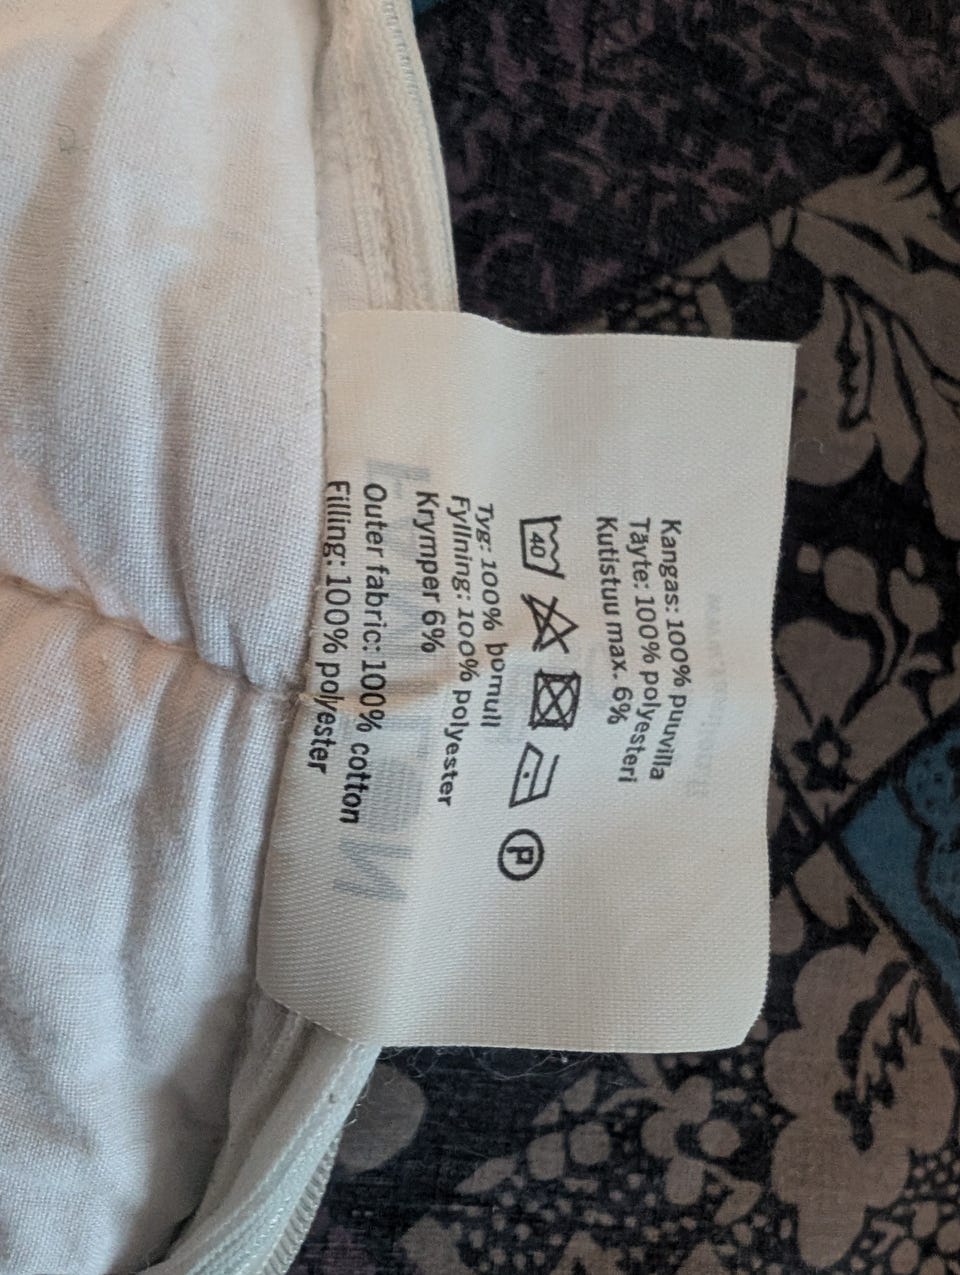 Kangas: 100% puuvilla
Täyte: 100% polyesteri
Kutistuu max. 6%
40
P
Tyg: 100% bomull
Fyllning: 100% polyester
Krymper 6%
Outer fabric: 100% cotton
Filling: 100% polyester